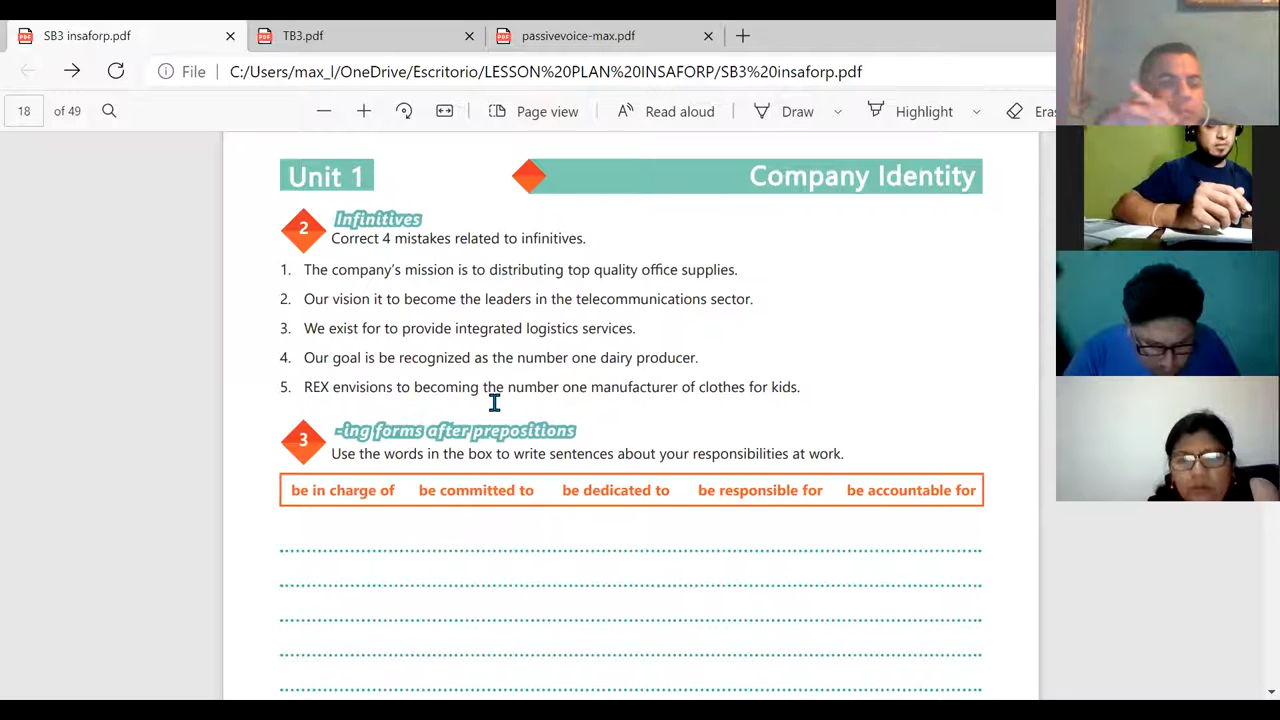 SB3 insaforp.pdf
TB3.pdf
passivevoice-max.pdf
File
C:/Users/max_l/OneDrive/Escritorio/LESSON%20PLAN%20INSAFORP/SB3%20insaforp.pdf
18 of 49
Page view
Read aloud
Draw
Highlight
Unit 1
Company Identity
2
Infinitives
Correct 4 mistakes related to infinitives.
1. The company's mission is to distributing top quality office supplies.
2. Our vision it to become the leaders in the telecommunications sector.
3. We exist for to provide integrated logistics services.
4. Our goal is be recognized as the number one dairy producer.
5. REX envisions to becoming the number one manufacturer of clothes for kids.
3
-ing forms after prepositions
Use the words in the box to write sentences about your responsibilities at work.
be in charge of be committed to be dedicated to be responsible for be accountable for